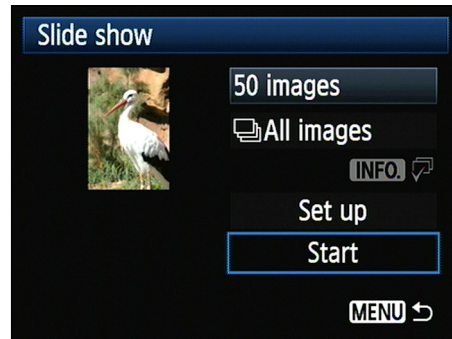 Slide show
50 images
All images
INFO.
Set up
Start
MENU